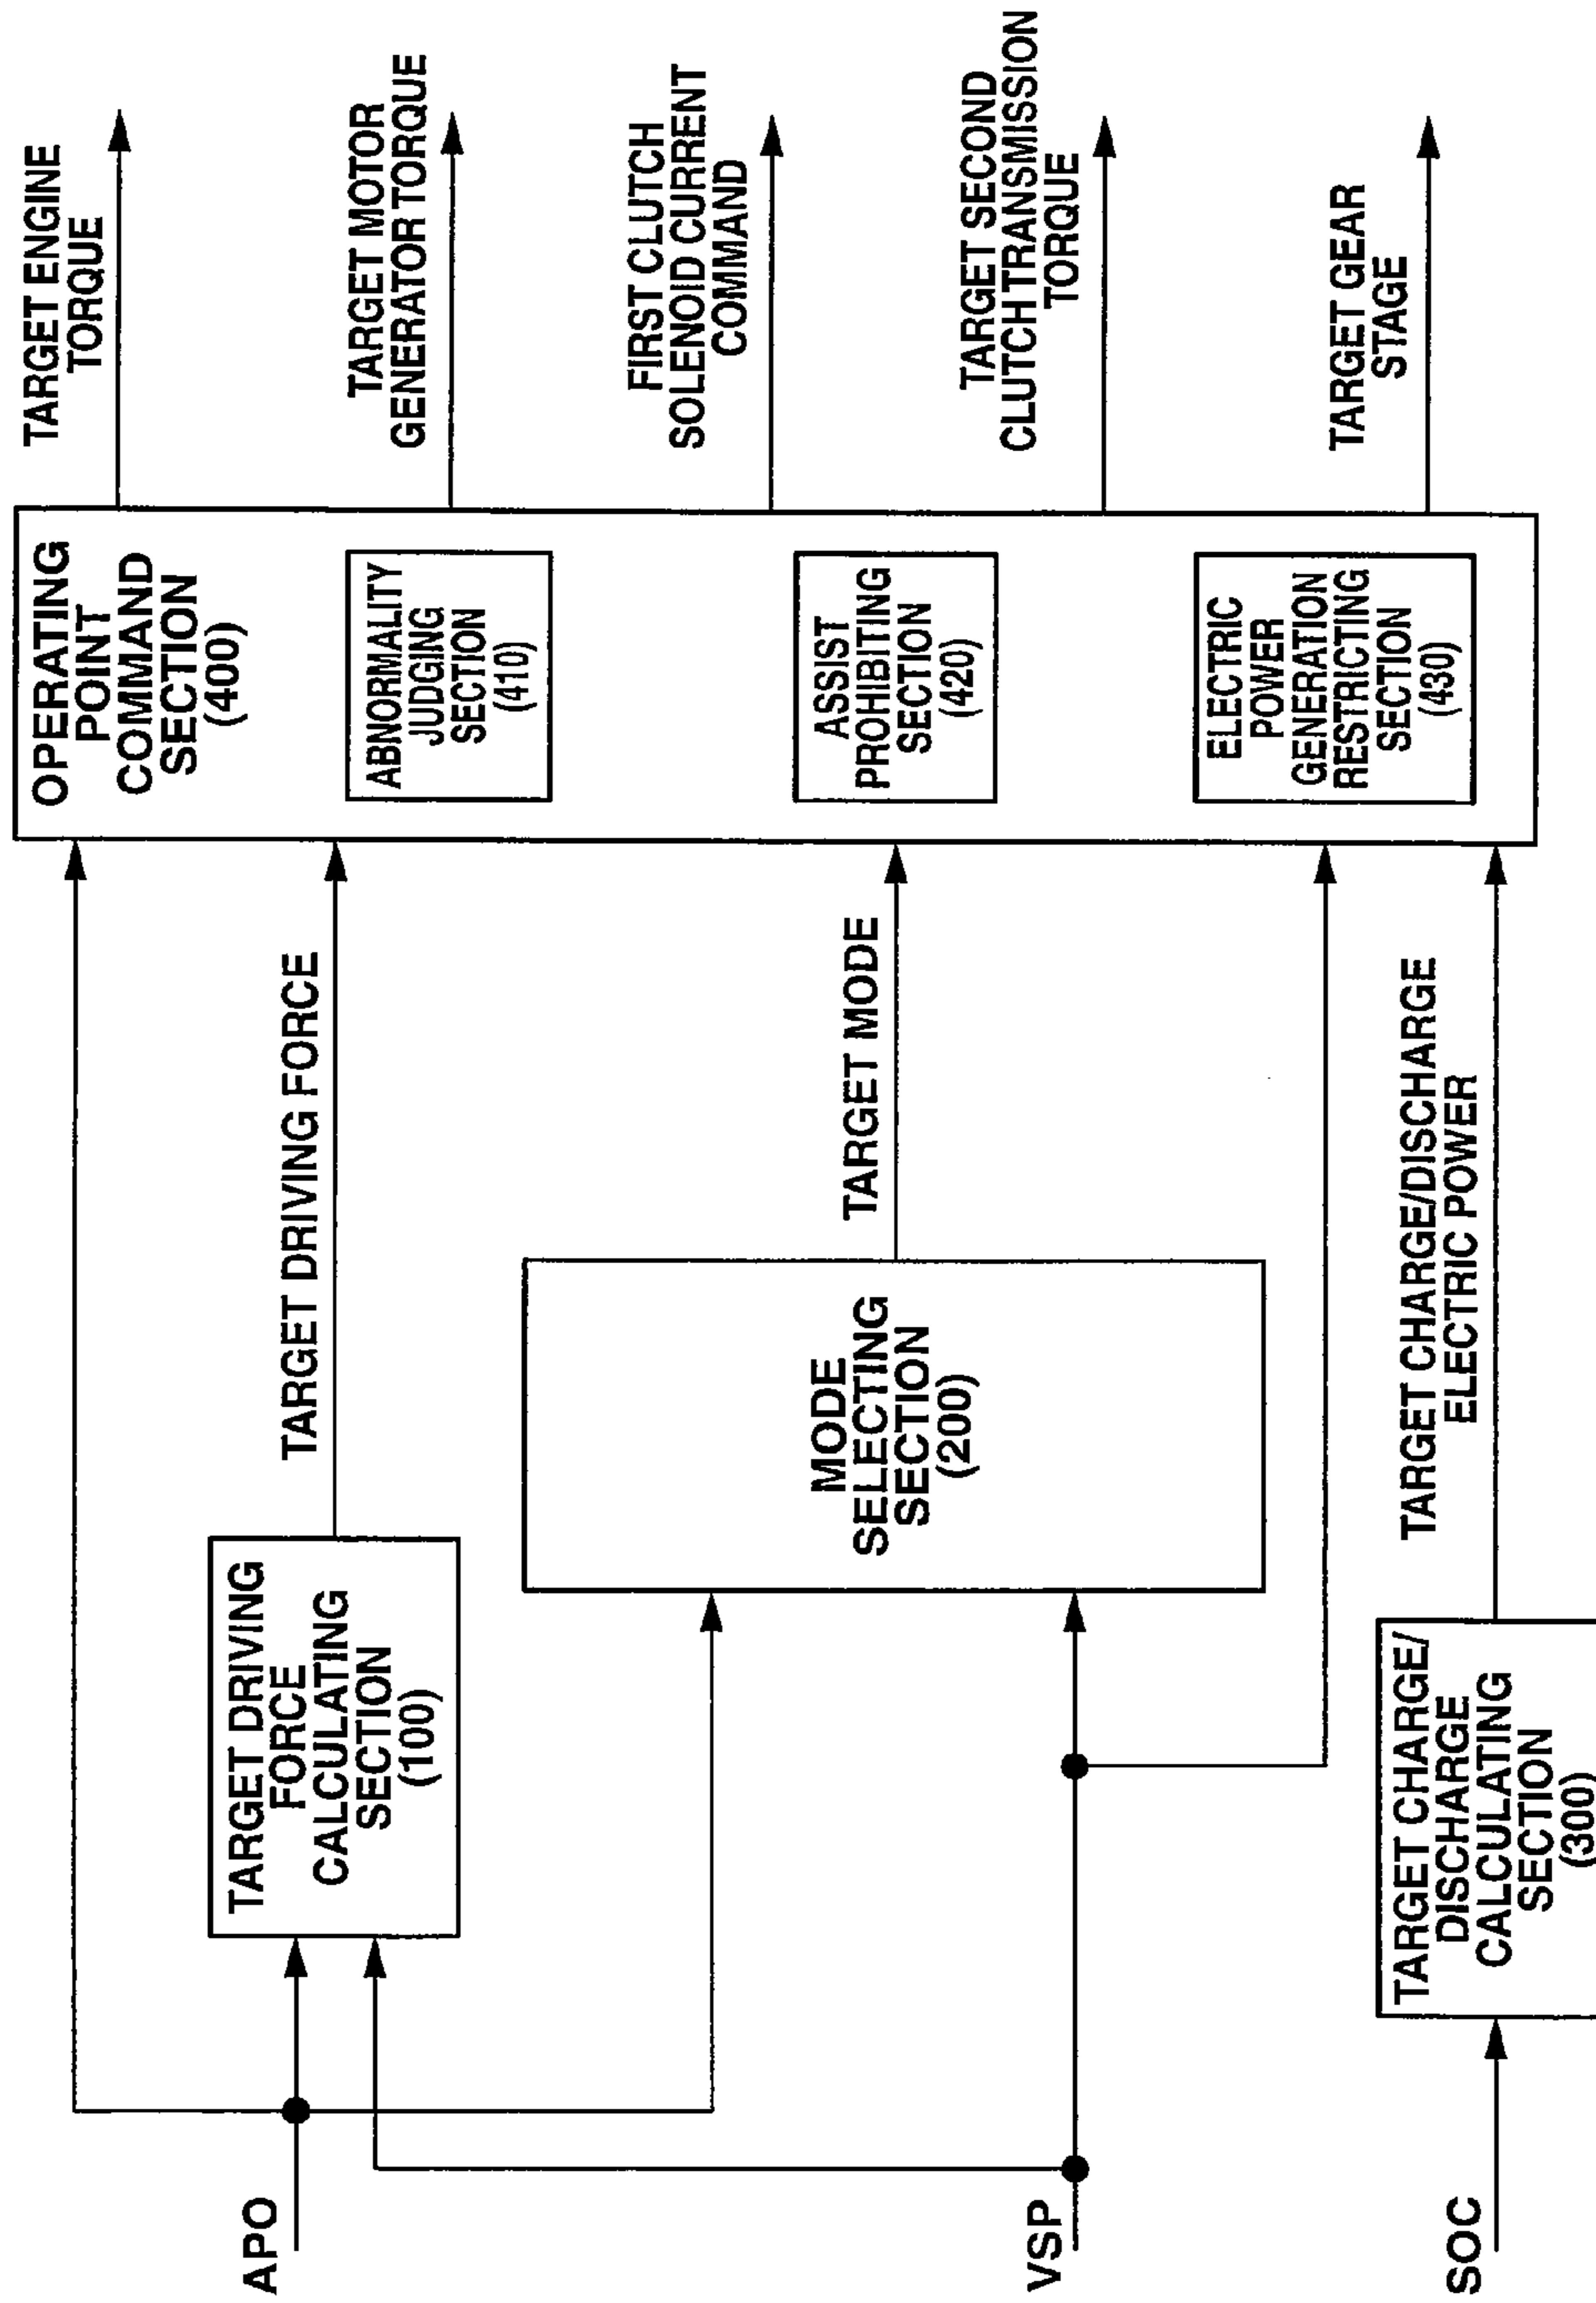 APO
VSP
SOC
TARGET DRIVING
FORCE
CALCULATING
SECTION
(100)
MODE
SELECTING
SECTION
(200)
TARGET CHARGE/
DISCHARGE
CALCULATING
SECTION
(300)
TARGET DRIVING FORCE
TARGET MODE
TARGET CHARGE/DISCHARGE
ELECTRIC POWER
OPERATING
POINT
COMMAND
SECTION
(400)
ABNORMALITY
JUDGING
SECTION
(410)
ASSIST
PROHIBITING
SECTION
(420)
ELECTRIC
POWER
GENERATION
RESTRICTING
SECTION
(430)
TARGET ENGINE
TORQUE
TARGET MOTOR
GENERATOR TORQUE
FIRST CLUTCH
SOLENOID CURRENT
COMMAND
TARGET SECOND
CLUTCH TRANSMISSION
TORQUE
TARGET GEAR
STAGE